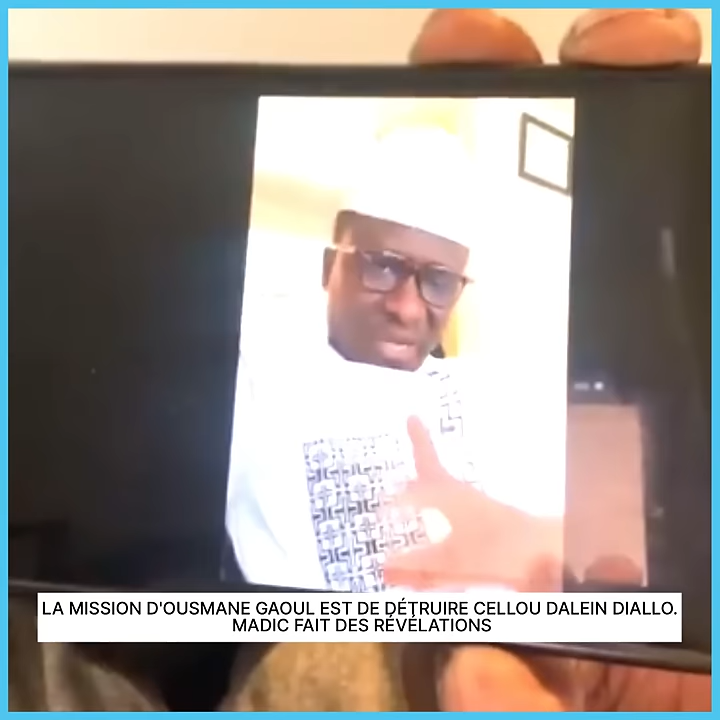 LA MISSION D'OUSMANE GAOUL EST DE DÉTRUIRE CELLOU DALEIN DIALLO.
MADIC FAIT DES RÉVÉLATIONS